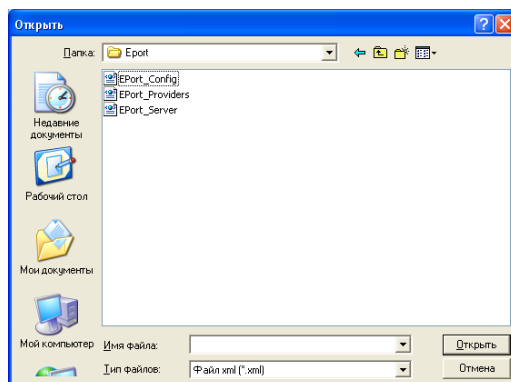 Открыть
Папка: Eport
EPort_Config
EPort_Providers
EPort_Server
Недавние
документы
Рабочий стол
Мои документы
Мой компьютер
Имя файла:
Открыть
Тип файлов: Файл xml (*.xml)
Отмена